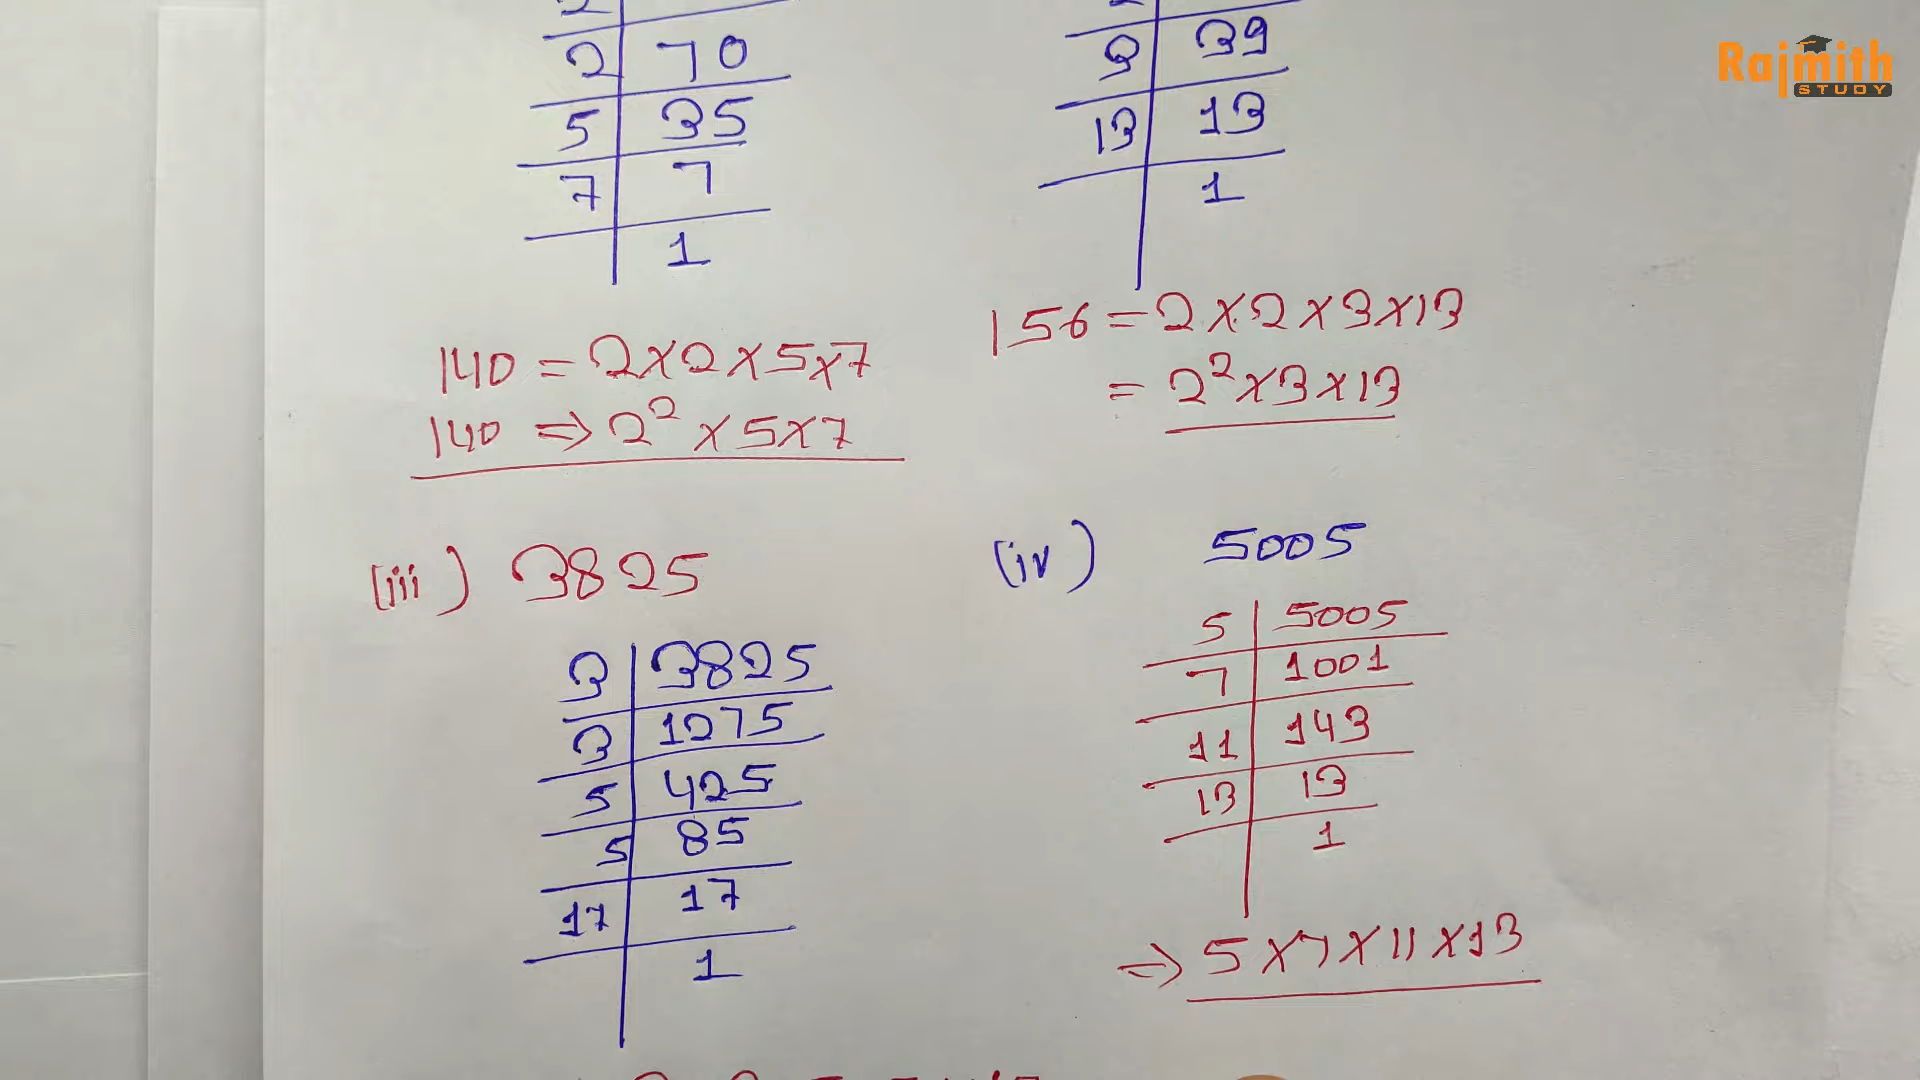 2 | 70
5 | 35
7 | 7
1
140 = 2×2×5×7
140 ⇒ 2² × 5×7
3 | 39
13 | 13
1
156 = 2×2×3×13
= 2²×3×13
(iii) 3825
3 | 3825
3 | 1275
5 | 425
5 | 85
17 | 17
1
(iv) 5005
5 | 5005
7 | 1001
11 | 143
13 | 13
1
⇒ 5×7×11×13
Rajmith
STUDY